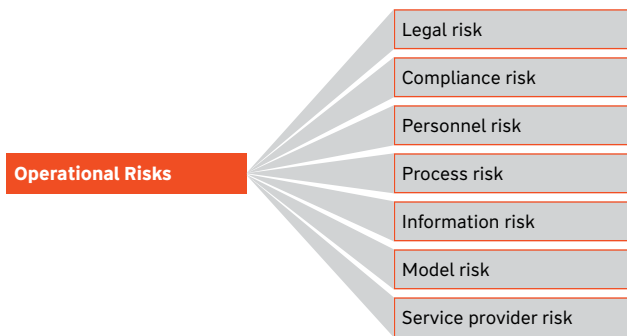 Operational Risks
Legal risk
Compliance risk
Personnel risk
Process risk
Information risk
Model risk
Service provider risk